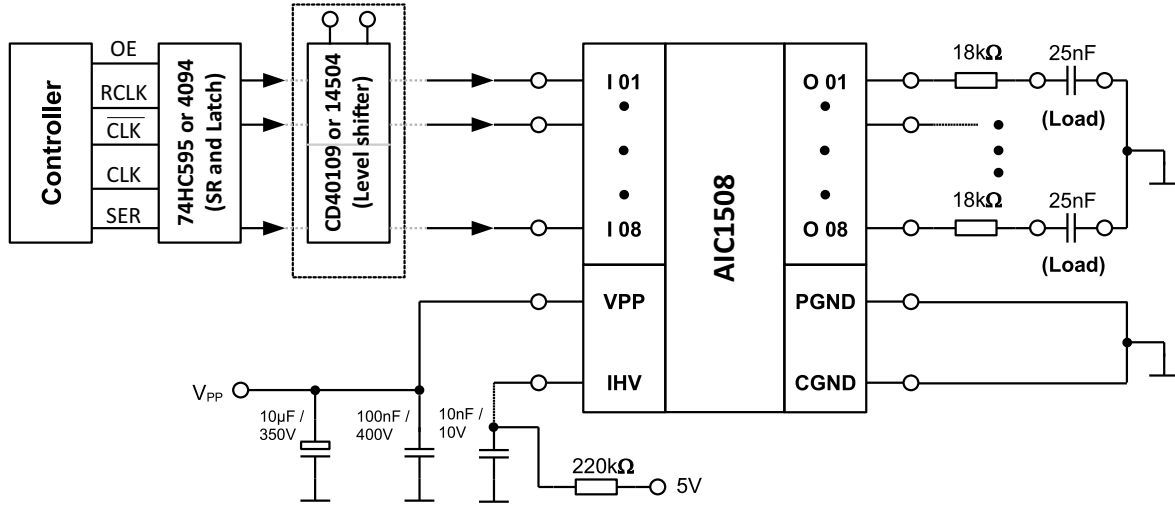 Controller
OE
RCLK
CLK
CLK
SER
74HC595 or 4094
(SR and Latch)
CD40109 or 14504
(Level shifter)
I 01
I 08
VPP
IHV
AIC1508
O 01
O 08
PGND
CGND
18kΩ
25nF
(Load)
18kΩ
25nF
(Load)
VPP
10µF /
350V
100nF /
400V
10nF /
10V
220kΩ
5V